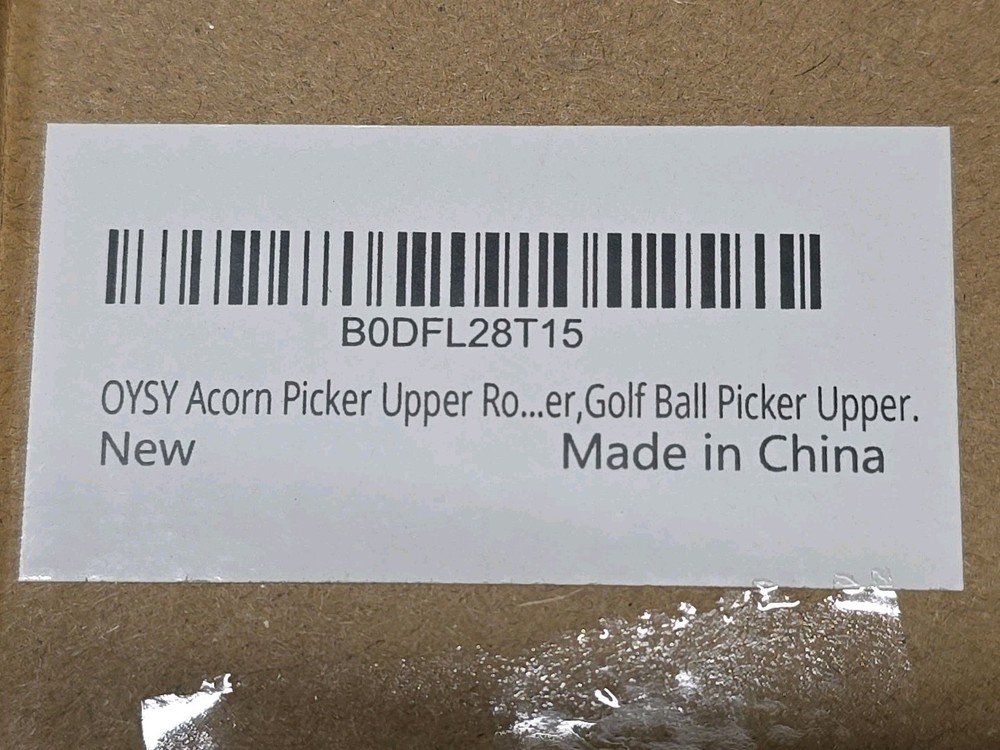 B0DFL28T15
OYSY Acorn Picker Upper Ro...er,Golf Ball Picker Upper.
New Made in China